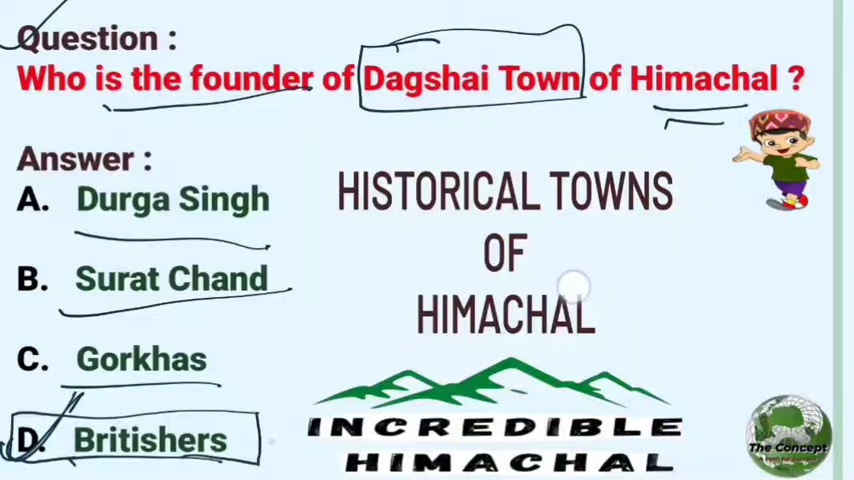 Question :
Who is the founder of Dagshai Town of Himachal ?
Answer :
A. Durga Singh
B. Surat Chand
C. Gorkhas
D. Britishers
HISTORICAL TOWNS
OF
HIMACHAL
INCREDIBLE
HIMACHAL
The Concept